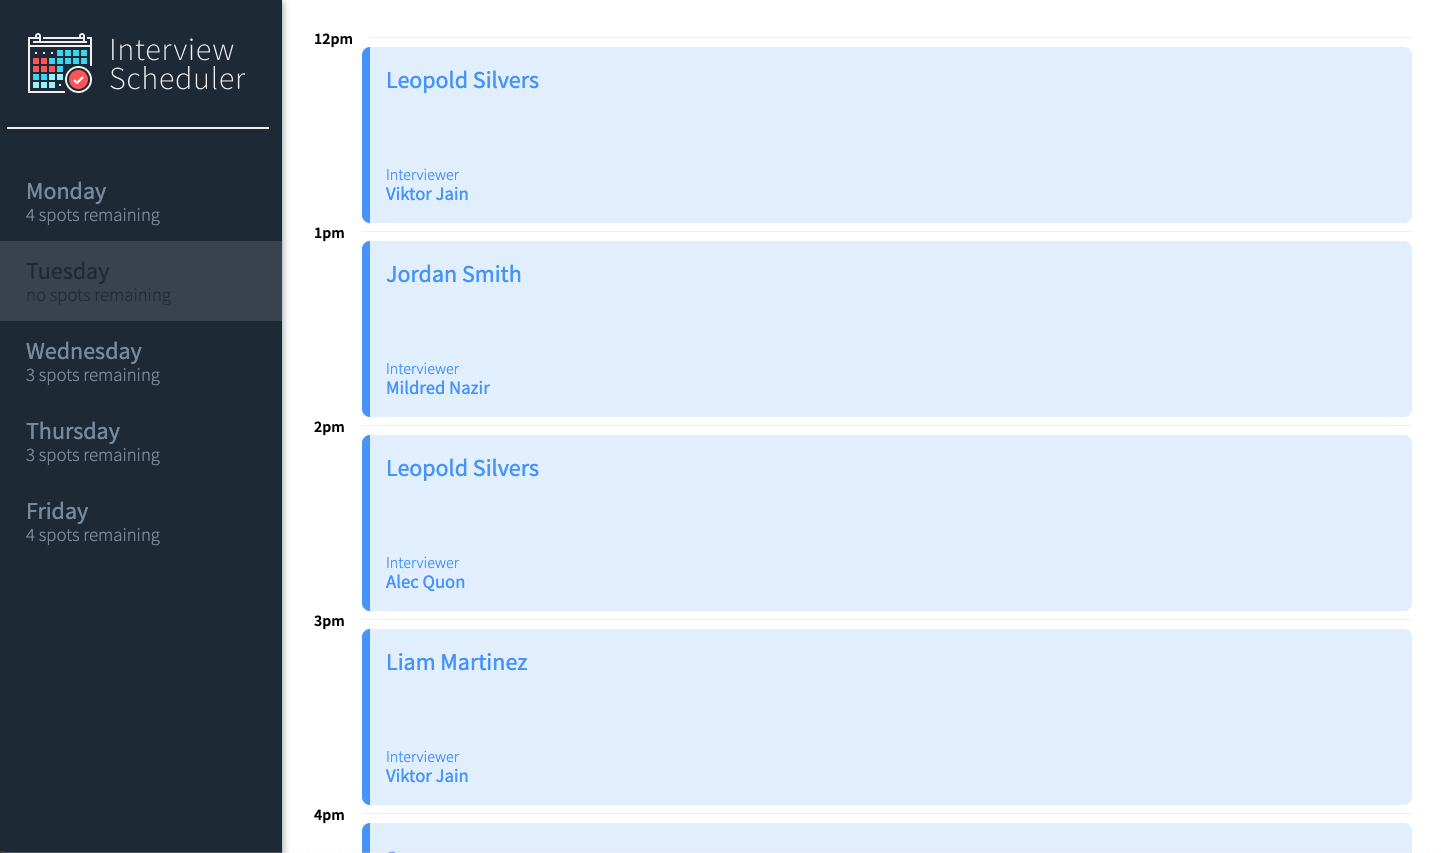 Interview
Scheduler
Monday
4 spots remaining
Tuesday
no spots remaining
Wednesday
3 spots remaining
Thursday
3 spots remaining
Friday
4 spots remaining
12pm
Leopold Silvers
Interviewer
Viktor Jain
1pm
Jordan Smith
Interviewer
Mildred Nazir
2pm
Leopold Silvers
Interviewer
Alec Quon
3pm
Liam Martinez
Interviewer
Viktor Jain
4pm